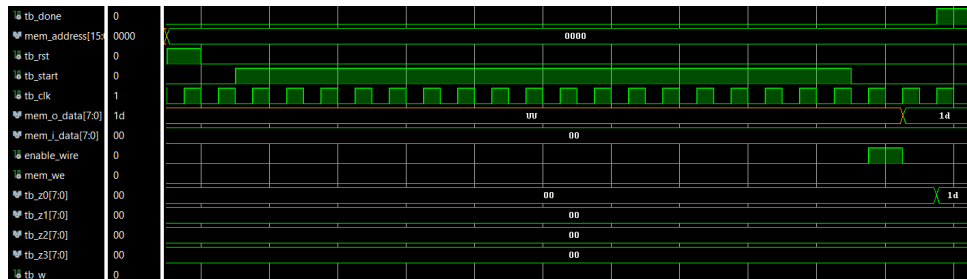 tb_done 0
mem_address[15:0 0000 0000
tb_rst 0
tb_start 0
tb_clk 1
mem_o_data[7:0] 1d UU 1d
mem_i_data[7:0] 00 00
enable_wire 0
mem_we 0
tb_z0[7:0] 00 00 1d
tb_z1[7:0] 00 00
tb_z2[7:0] 00 00
tb_z3[7:0] 00 00
tb_w 0